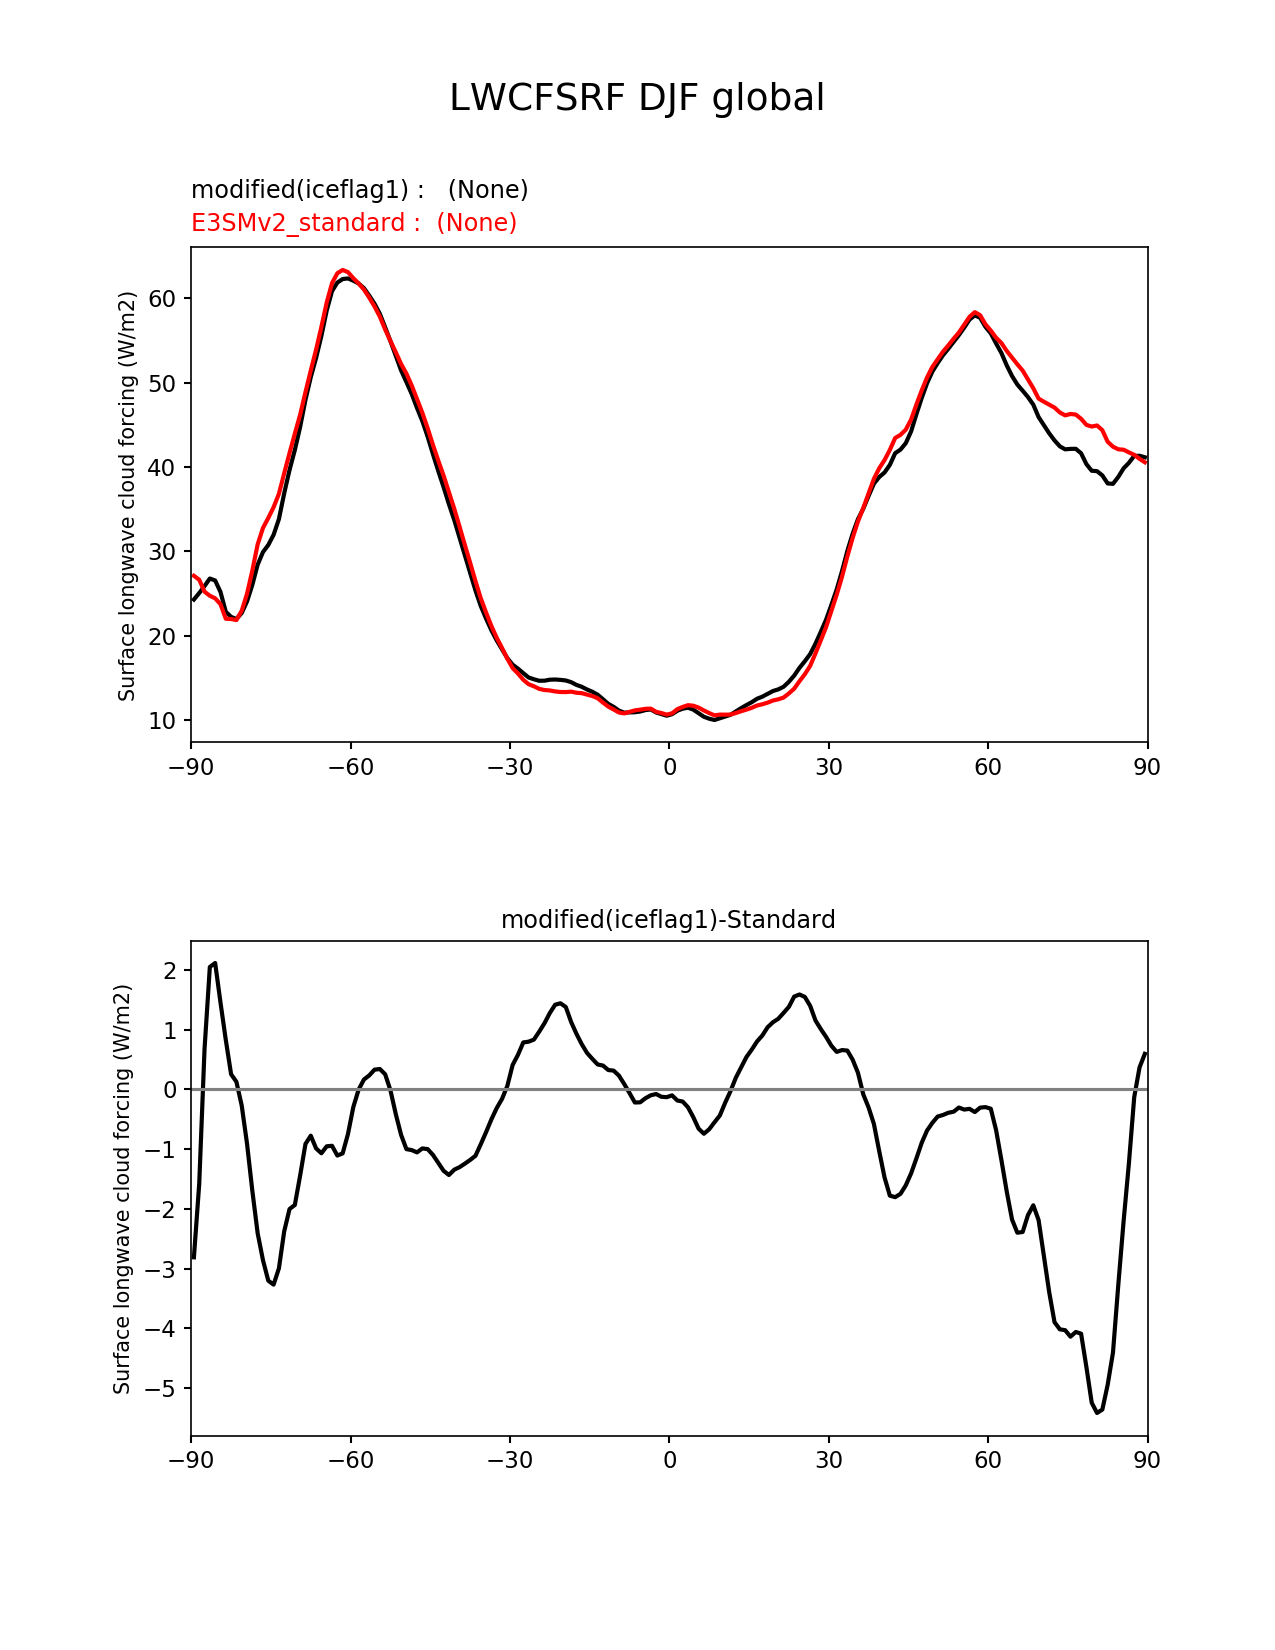 LWCFSRF DJF global
modified(iceflag1) :   (None)
E3SMv2_standard :  (None)
Surface longwave cloud forcing (W/m2)
60
50
40
30
20
10
−90 −60 −30 0 30 60 90
modified(iceflag1)-Standard
Surface longwave cloud forcing (W/m2)
2
1
0
−1
−2
−3
−4
−5
−90 −60 −30 0 30 60 90